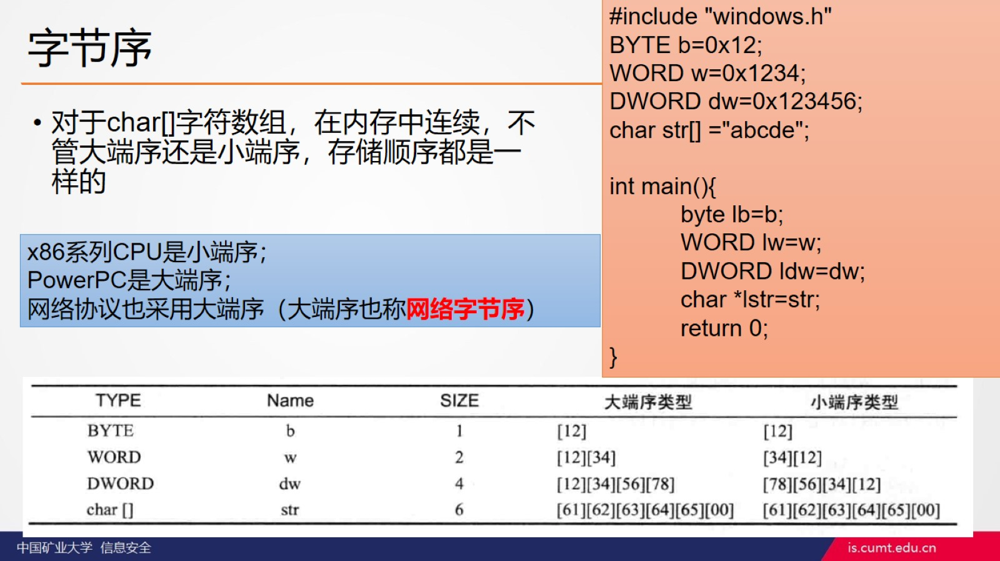 字节序
• 对于char[]字符数组，在内存中连续，不
管大端序还是小端序，存储顺序都是一
样的
x86系列CPU是小端序；
PowerPC是大端序；
网络协议也采用大端序（大端序也称网络字节序）
#include "windows.h"
BYTE b=0x12;
WORD w=0x1234;
DWORD dw=0x123456;
char str[] ="abcde";
int main(){
byte lb=b;
WORD lw=w;
DWORD ldw=dw;
char *lstr=str;
return 0;
}
TYPE Name SIZE 大端序类型 小端序类型
BYTE b 1 [12] [12]
WORD w 2 [12][34] [34][12]
DWORD dw 4 [12][34][56][78] [78][56][34][12]
char [] str 6 [61][62][63][64][65][00] [61][62][63][64][65][00]
中国矿业大学 信息安全 is.cumt.edu.cn